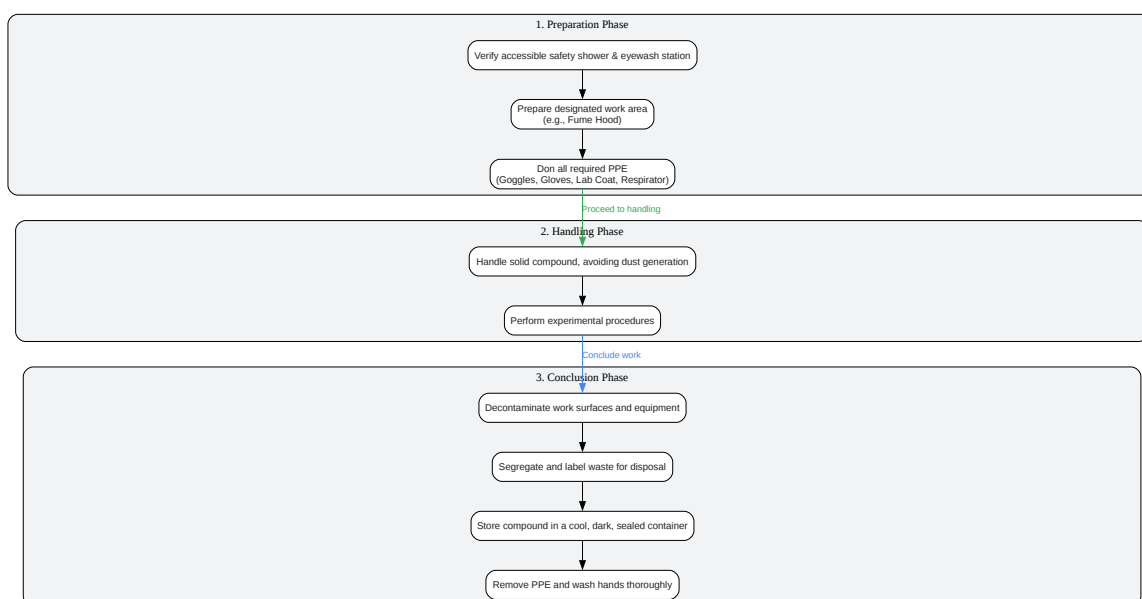 1. Preparation Phase
Verify accessible safety shower & eyewash station
Prepare designated work area
(e.g., Fume Hood)
Don all required PPE
(Goggles, Gloves, Lab Coat, Respirator)
Proceed to handling
2. Handling Phase
Handle solid compound, avoiding dust generation
Perform experimental procedures
Conclude work
3. Conclusion Phase
Decontaminate work surfaces and equipment
Segregate and label waste for disposal
Store compound in a cool, dark, sealed container
Remove PPE and wash hands thoroughly